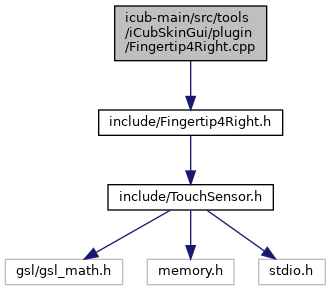 icub-main/src/tools
/iCubSkinGui/plugin
/Fingertip4Right.cpp
include/Fingertip4Right.h
include/TouchSensor.h
gsl/gsl_math.h
memory.h
stdio.h